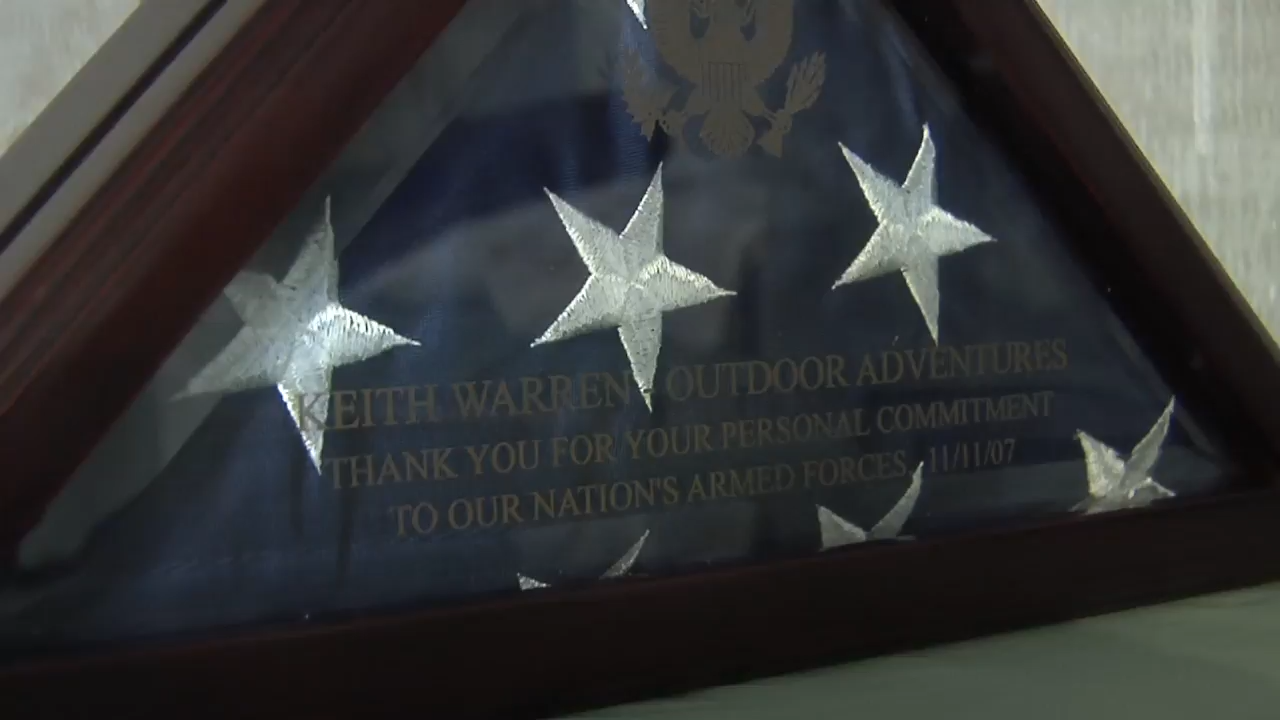 KEITH WARREN OUTDOOR ADVENTURES
THANK YOU FOR YOUR PERSONAL COMMITMENT
TO OUR NATION'S ARMED FORCES, 11/11/07